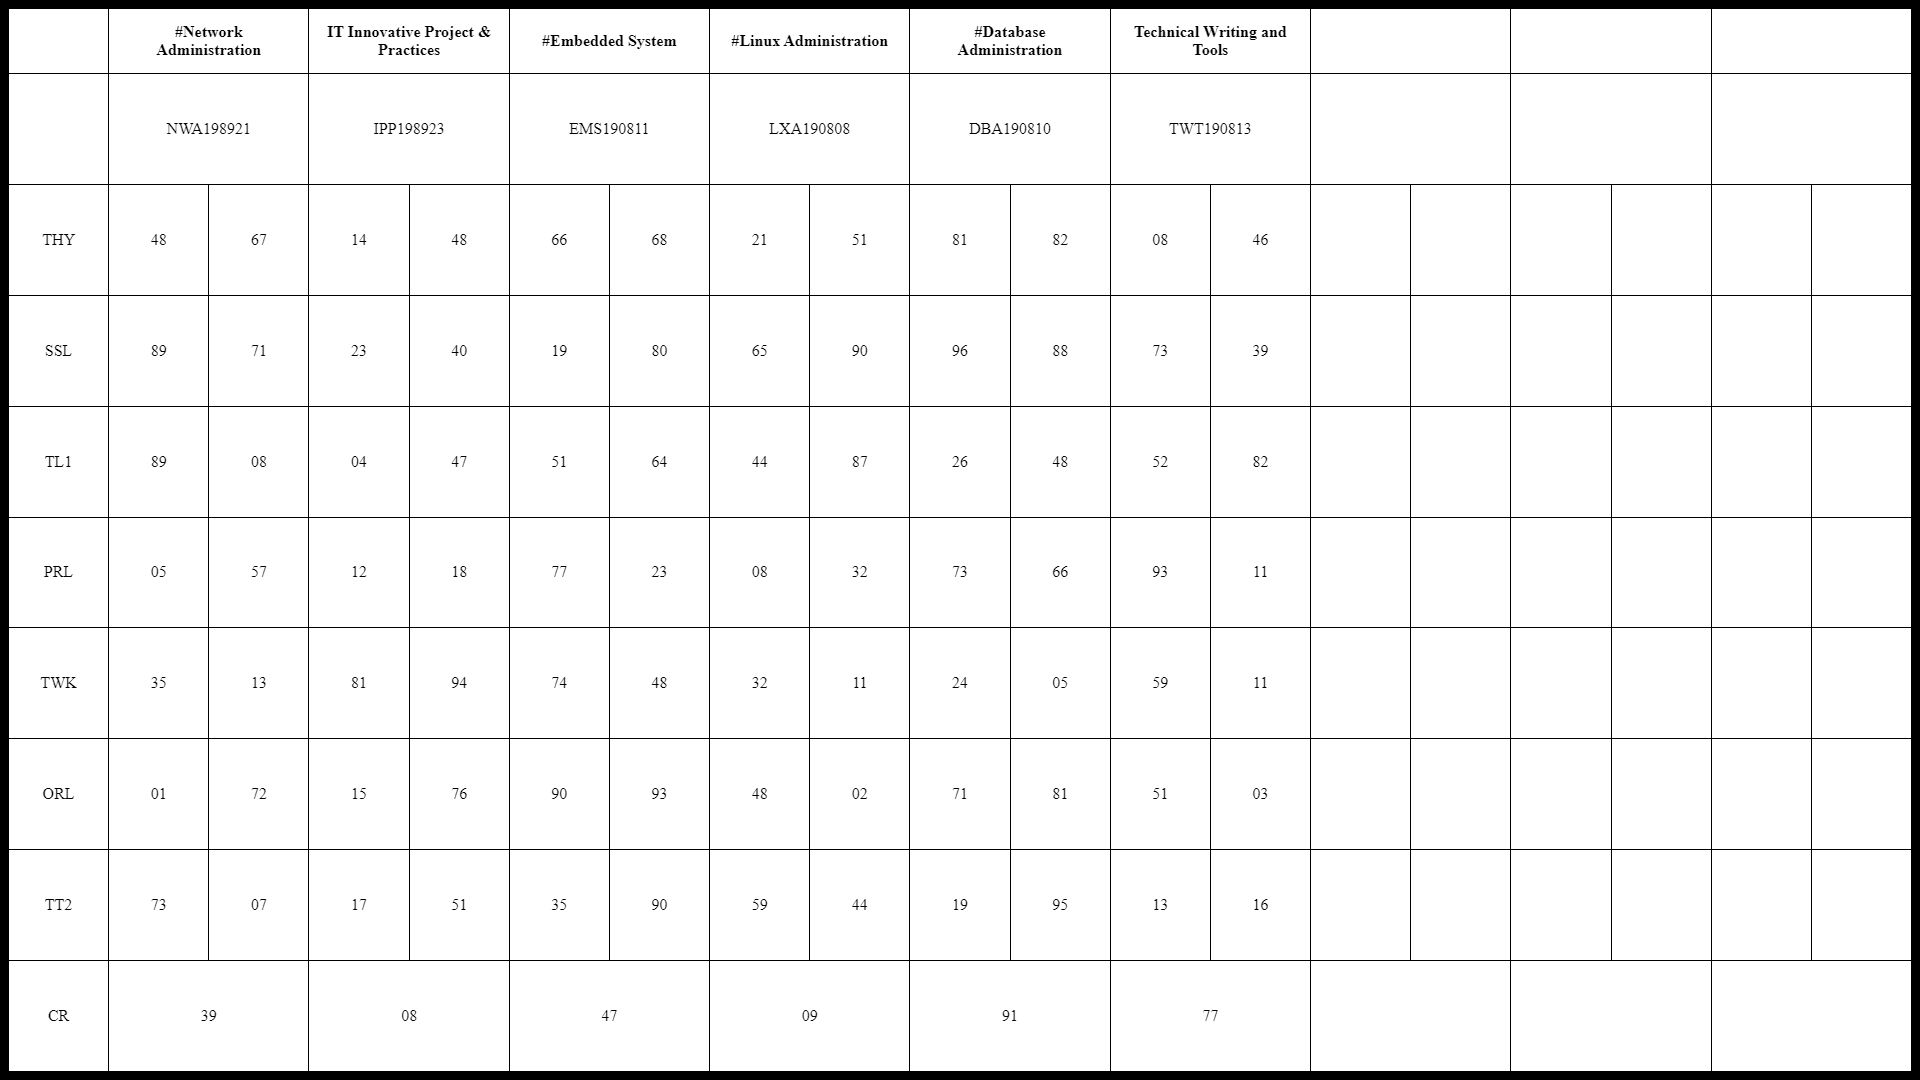 #Network Administration IT Innovative Project & Practices #Embedded System #Linux Administration #Database Administration Technical Writing and Tools
NWA198921 IPP198923 EMS190811 LXA190808 DBA190810 TWT190813
THY 48 67 14 48 66 68 21 51 81 82 08 46
SSL 89 71 23 40 19 80 65 90 96 88 73 39
TL1 89 08 04 47 51 64 44 87 26 48 52 82
PRL 05 57 12 18 77 23 08 32 73 66 93 11
TWK 35 13 81 94 74 48 32 11 24 05 59 11
ORL 01 72 15 76 90 93 48 02 71 81 51 03
TT2 73 07 17 51 35 90 59 44 19 95 13 16
CR 39 08 47 09 91 77